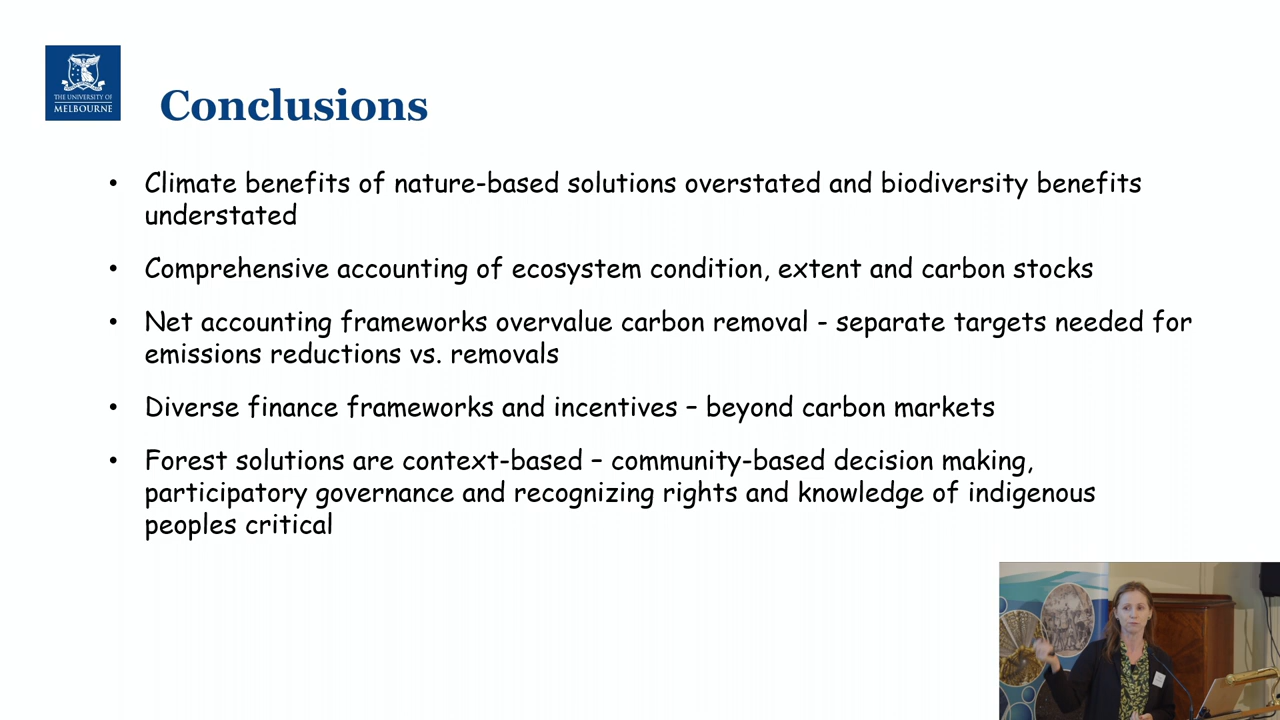 THE UNIVERSITY OF
MELBOURNE
Conclusions
• Climate benefits of nature-based solutions overstated and biodiversity benefits
understated
• Comprehensive accounting of ecosystem condition, extent and carbon stocks
• Net accounting frameworks overvalue carbon removal - separate targets needed for
emissions reductions vs. removals
• Diverse finance frameworks and incentives – beyond carbon markets
• Forest solutions are context-based – community-based decision making,
participatory governance and recognizing rights and knowledge of indigenous
peoples critical